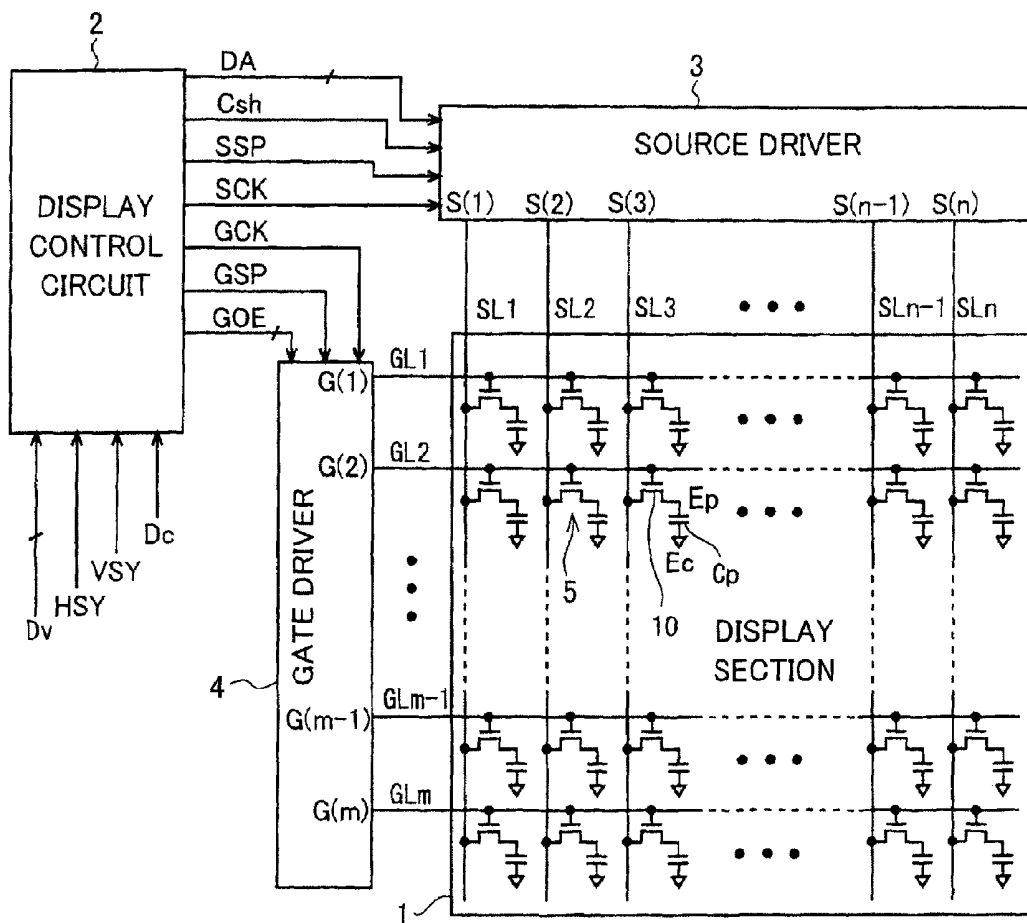 2
DA
Csh
SSP
SCK
GCK
GSP
GOE
DISPLAY
CONTROL
CIRCUIT
3
SOURCE DRIVER
S(1) S(2) S(3) S(n-1) S(n)
SL1 SL2 SL3 ••• SLn-1 SLn
Dv
HSY
VSY
Dc
4
GATE DRIVER
G(1)
G(2)
G(m-1)
G(m)
GL1
GL2
GLm-1
GLm
5
10
Ep
Ec
Cp
DISPLAY
SECTION
1